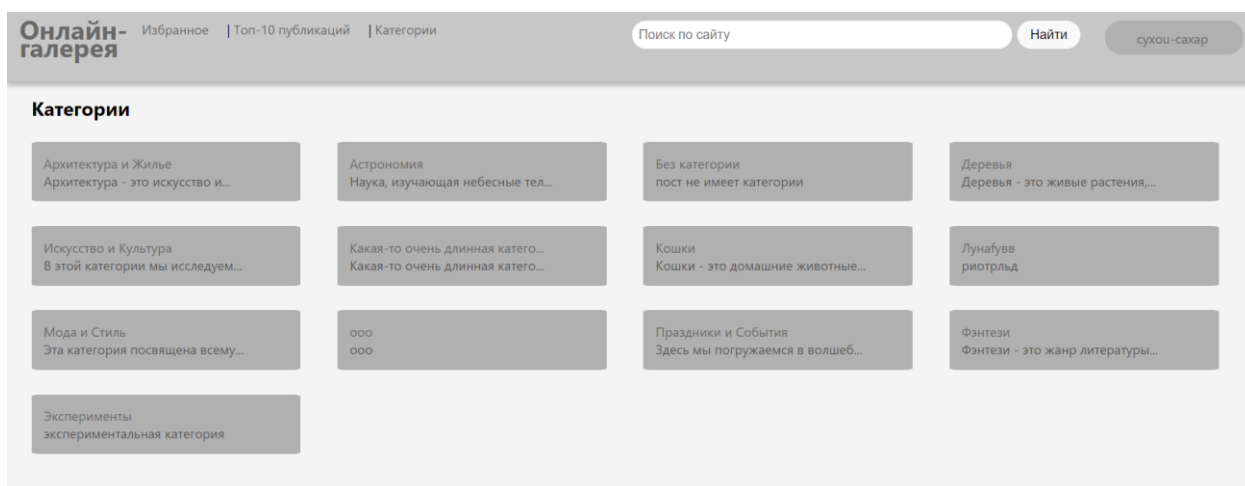 Онлайн-
галерея
Избранное | Топ-10 публикаций | Категории
Поиск по сайту
Найти
сухои-сахар
Категории
Архитектура и Жилье
Архитектура - это искусство и...
Астрономия
Наука, изучающая небесные тел...
Без категории
пост не имеет категории
Деревья
Деревья - это живые растения,...
Искусство и Культура
В этой категории мы исследуем...
Какая-то очень длинная катего...
Какая-то очень длинная катего...
Кошки
Кошки - это домашние животные...
Лунаfувв
риотрльд
Мода и Стиль
Эта категория посвящена всему...
ооо
ооо
Праздники и События
Здесь мы погружаемся в волшеб...
Фэнтези
Фэнтези - это жанр литературы...
Эксперименты
экспериментальная категория